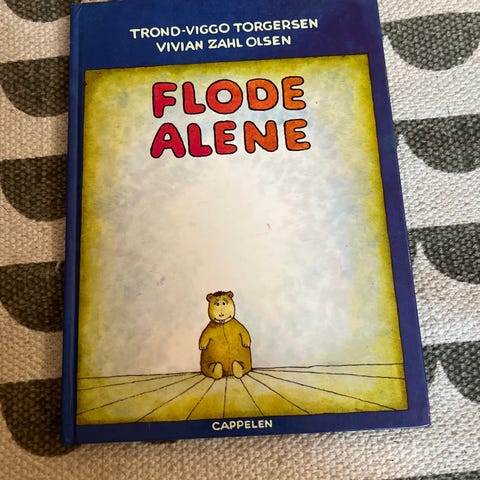 TROND-VIGGO TORGERSEN
VIVIAN ZAHL OLSEN
FLODE
ALENE
CAPPELEN